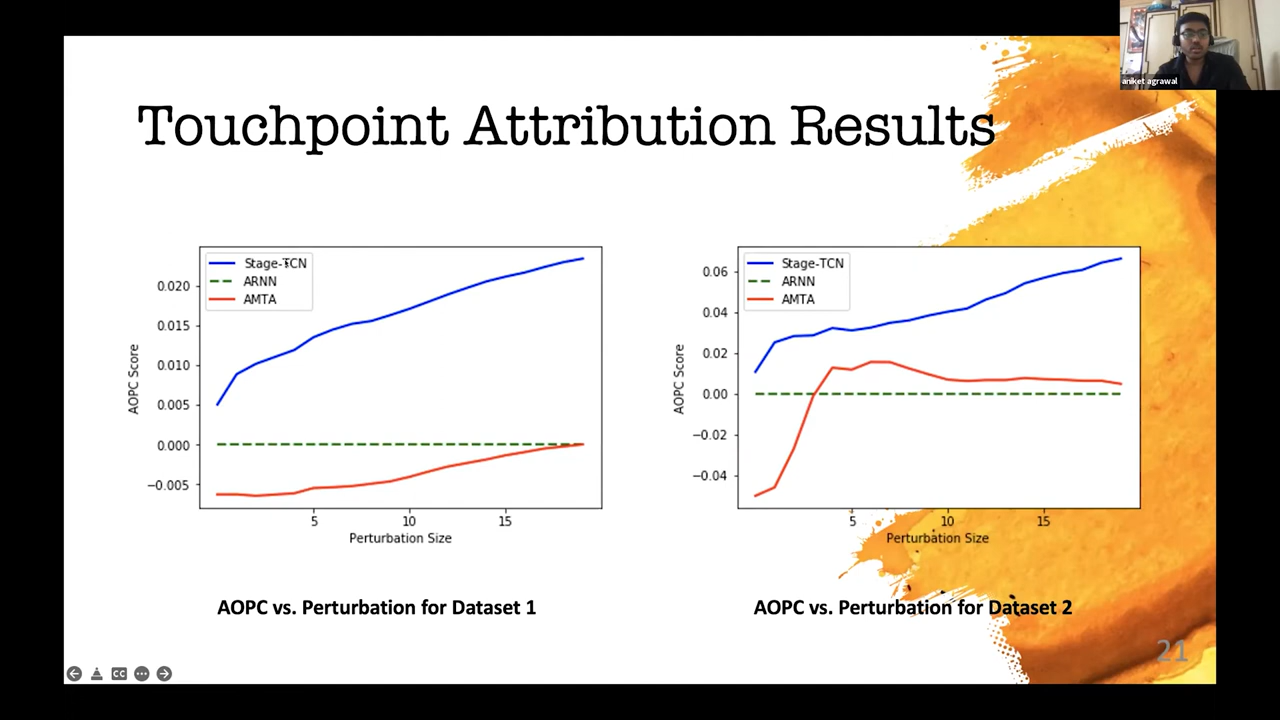 aniket agrawal
Touchpoint Attribution Results
Stage-TCN
ARNN
AMTA
0.020
0.015
0.010
0.005
0.000
−0.005
AOPC Score
5
10
15
Perturbation Size
AOPC vs. Perturbation for Dataset 1
Stage-TCN
ARNN
AMTA
0.06
0.04
0.02
0.00
−0.02
−0.04
AOPC Score
5
10
15
Perturbation Size
AOPC vs. Perturbation for Dataset 2
21
CC